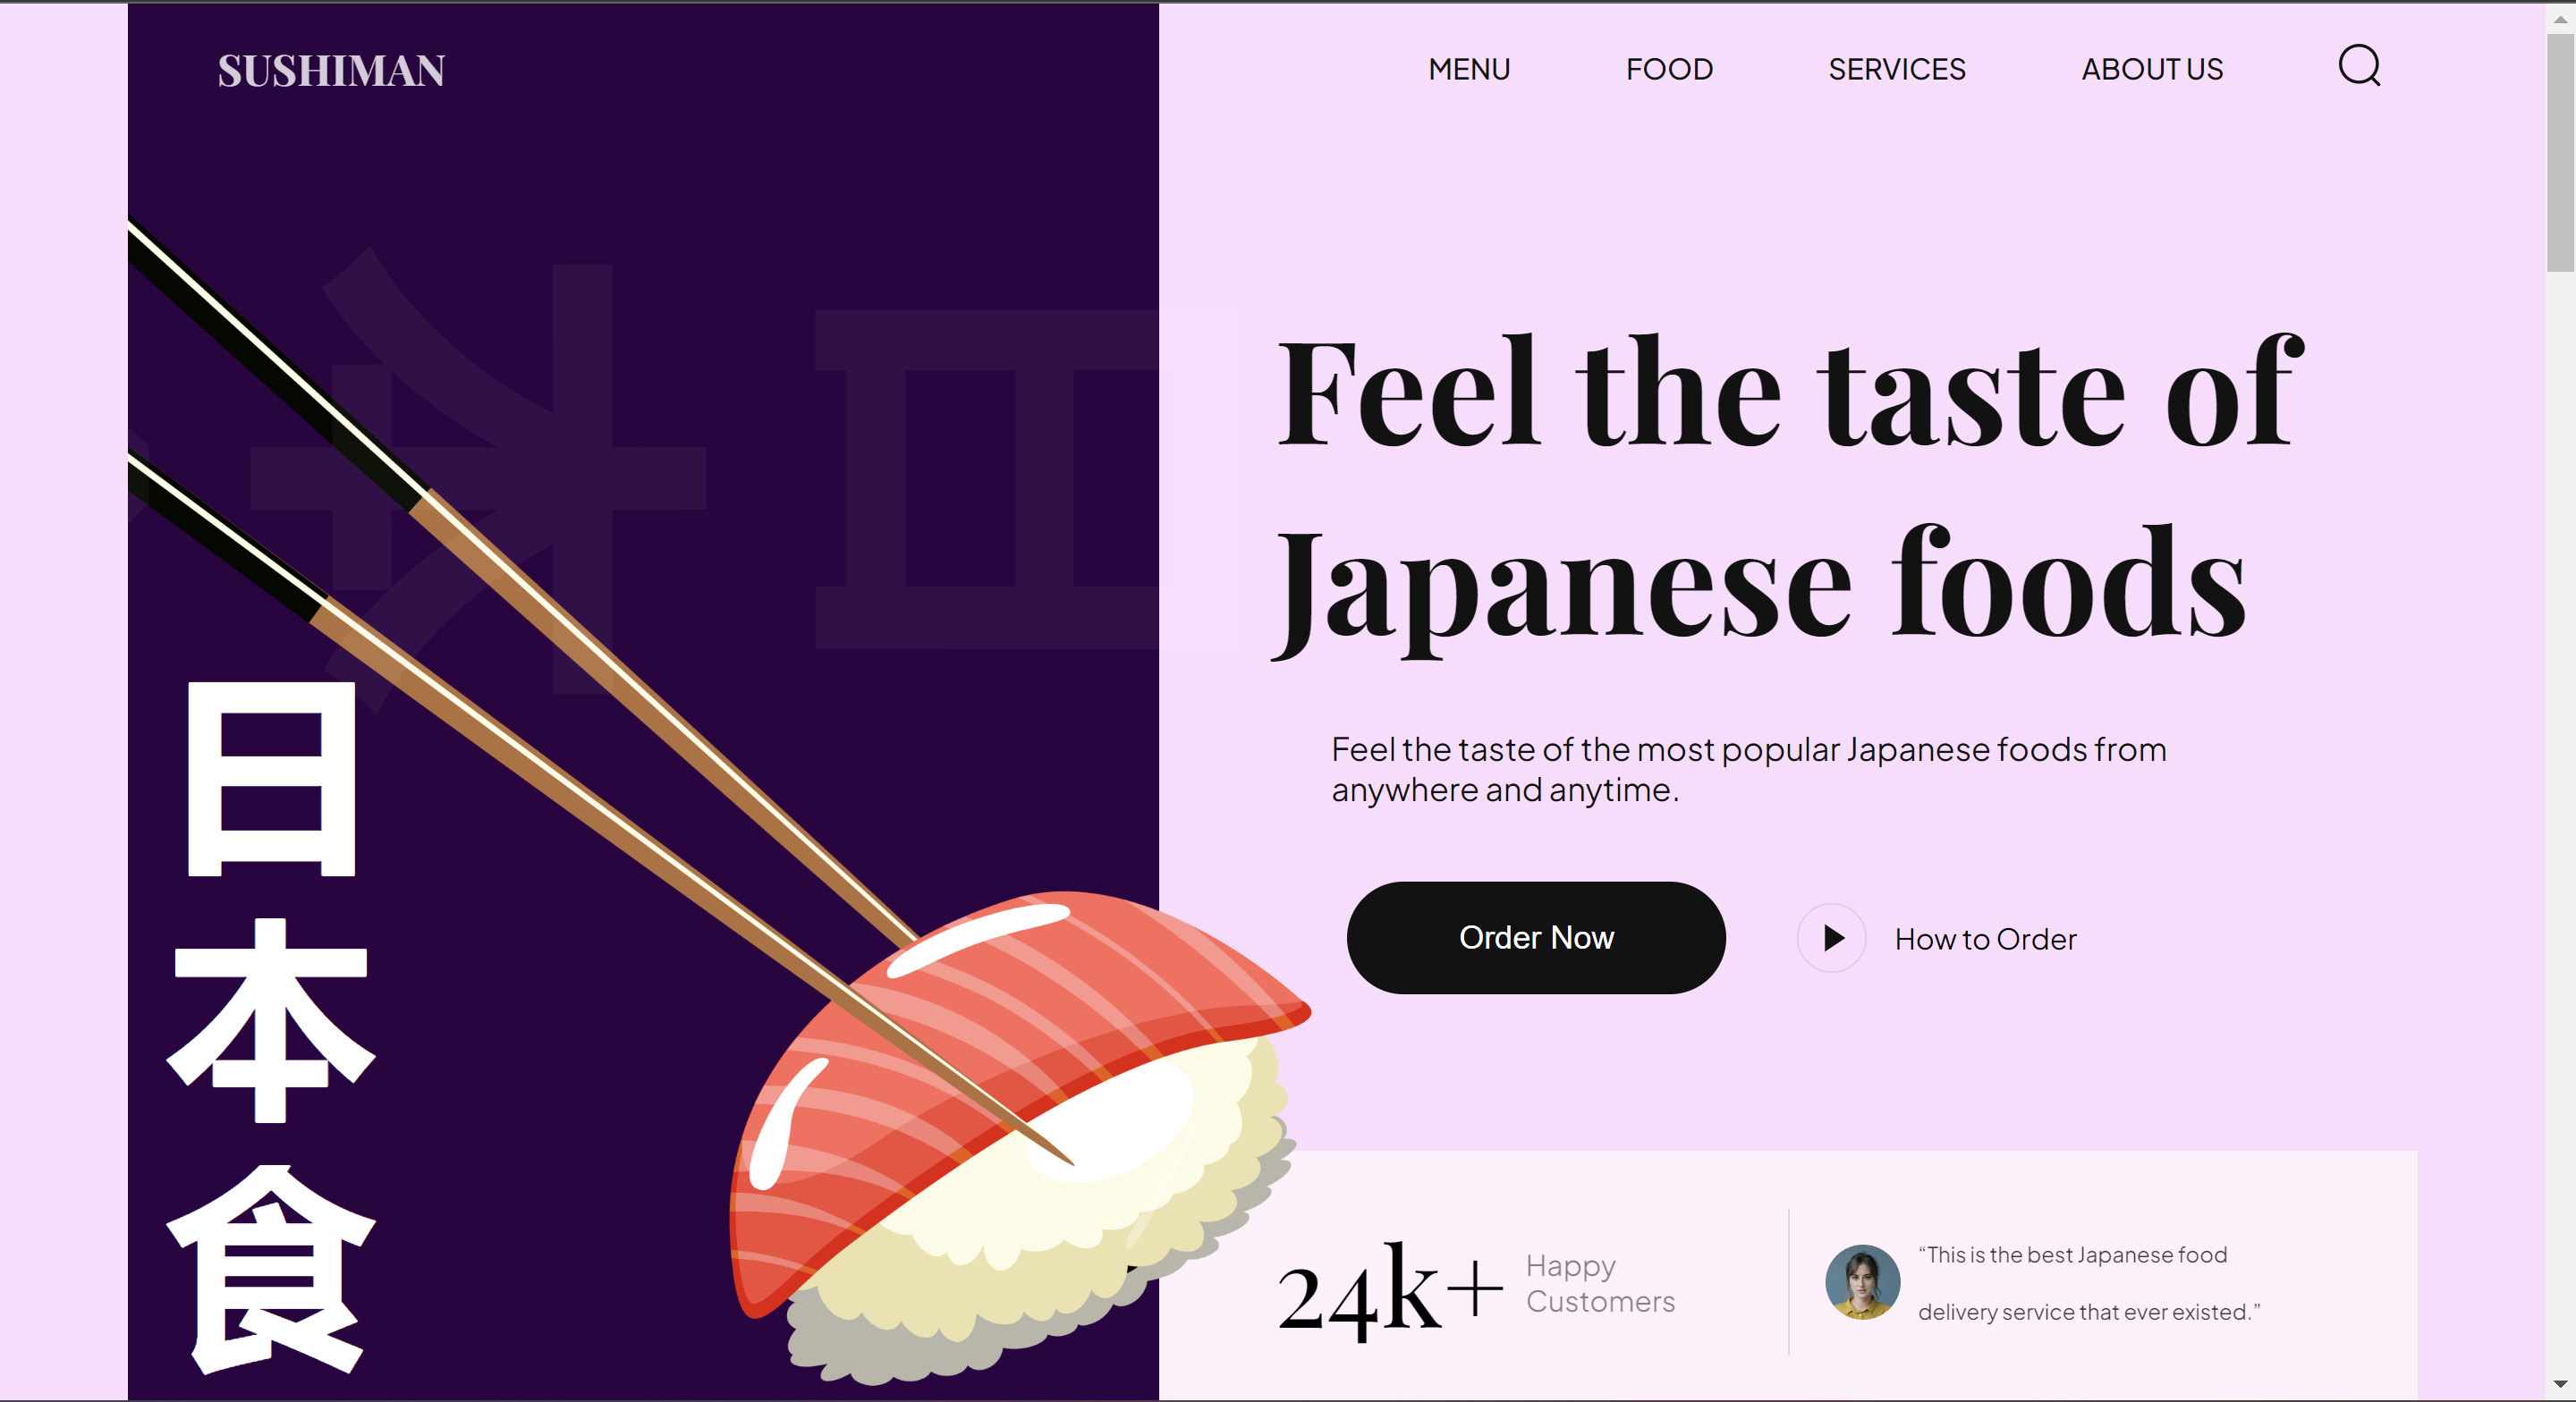 SUSHIMAN
MENU
FOOD
SERVICES
ABOUT US
Feel the taste of
Japanese foods
Feel the taste of the most popular Japanese foods from
anywhere and anytime.
Order Now
How to Order
日
本
食
24k+
Happy
Customers
“This is the best Japanese food
delivery service that ever existed.”